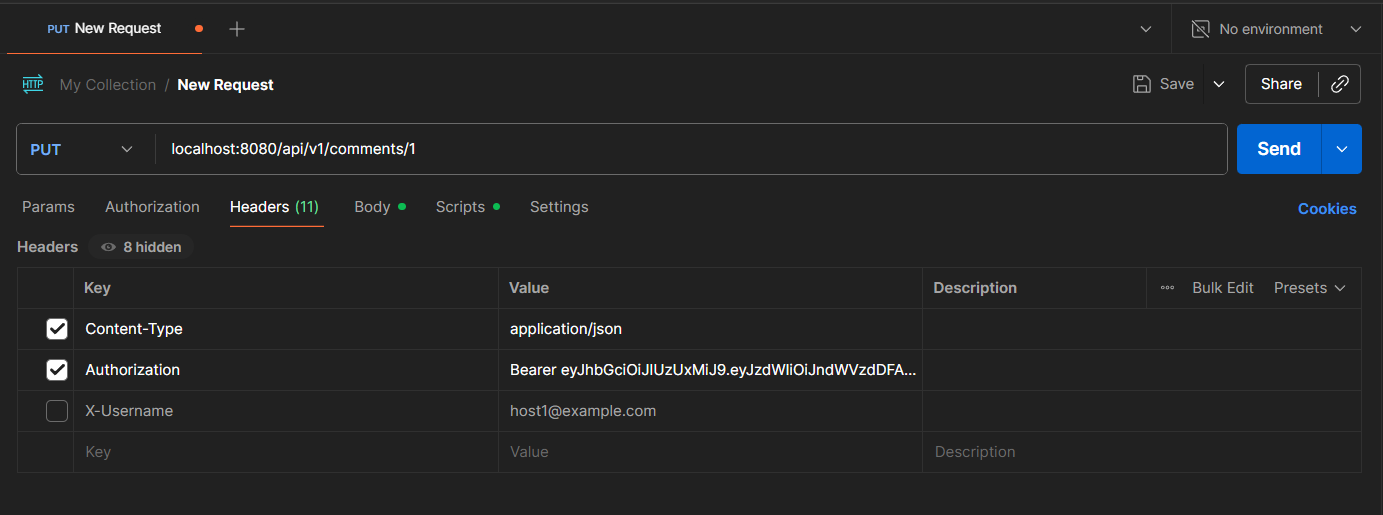 PUT New Request
No environment
HTTP My Collection / New Request Save Share
PUT localhost:8080/api/v1/comments/1 Send
Params Authorization Headers (11) Body Scripts Settings Cookies
Headers 8 hidden
Key Value Description Bulk Edit Presets
Content-Type application/json
Authorization Bearer eyJhbGciOiJIUzUxMiJ9.eyJzdWIiOiJndWVzdDFA...
X-Username host1@example.com
Key Value Description